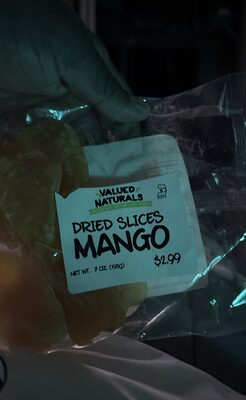 VALUED
NATURALS
DRIED SLICES
MANGO
$2.99
NET WT. 7 OZ. (198g)